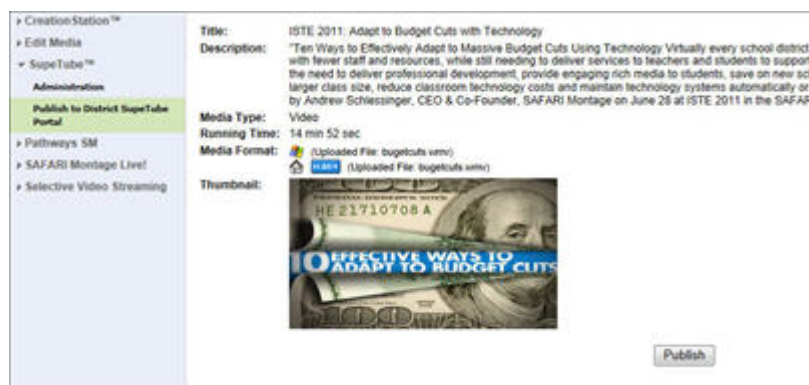 CreationStation™
Edit Media
SupeTube™
Administration
Publish to District SupeTube
Portal
Pathways SM
SAFARI Montage Live!
Selective Video Streaming
Title: ISTE 2011: Adapt to Budget Cuts with Technology
Description: "Ten Ways to Effectively Adapt to Massive Budget Cuts Using Technology Virtually every school district
with fewer staff and resources, while still needing to deliver services to teachers and students to support
the need to deliver professional development, provide engaging rich media to students, save on new
larger class size, reduce classroom technology costs and maintain technology systems automatically or
by Andrew Schlessinger, CEO & Co-Founder, SAFARI Montage on June 28 at ISTE 2011 in the SAFAR
Media Type: Video
Running Time: 14 min 52 sec
Media Format: (Uploaded File: bugetcuts.wmv)
H.264 (Uploaded File: bugetcuts.wmv)
Thumbnail:
HE 21710708 A
10 EFFECTIVE WAYS TO
ADAPT TO BUDGET CUTS
Publish